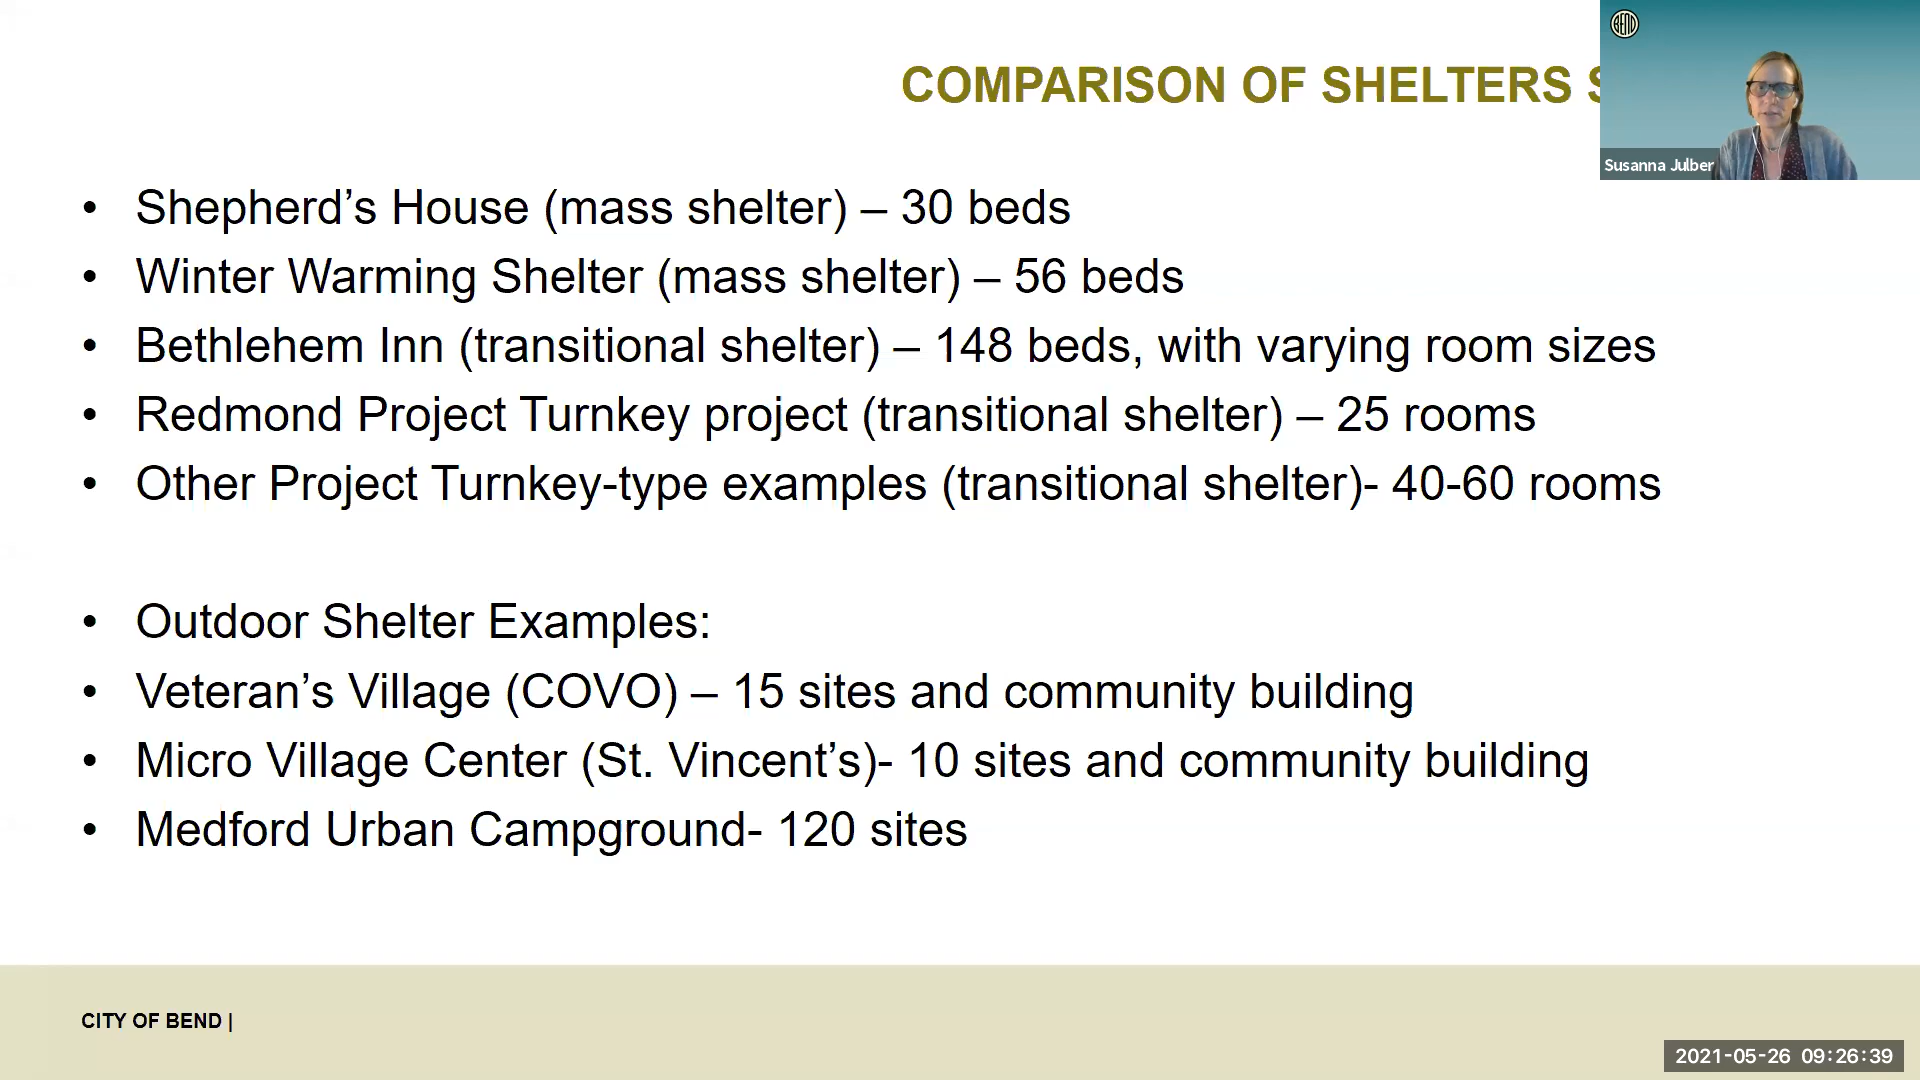 COMPARISON OF SHELTERS
BEND
Susanna Julber
• Shepherd’s House (mass shelter) – 30 beds
• Winter Warming Shelter (mass shelter) – 56 beds
• Bethlehem Inn (transitional shelter) – 148 beds, with varying room sizes
• Redmond Project Turnkey project (transitional shelter) – 25 rooms
• Other Project Turnkey-type examples (transitional shelter)- 40-60 rooms
• Outdoor Shelter Examples:
• Veteran’s Village (COVO) – 15 sites and community building
• Micro Village Center (St. Vincent’s)- 10 sites and community building
• Medford Urban Campground- 120 sites
CITY OF BEND |
2021-05-26 09:26:39